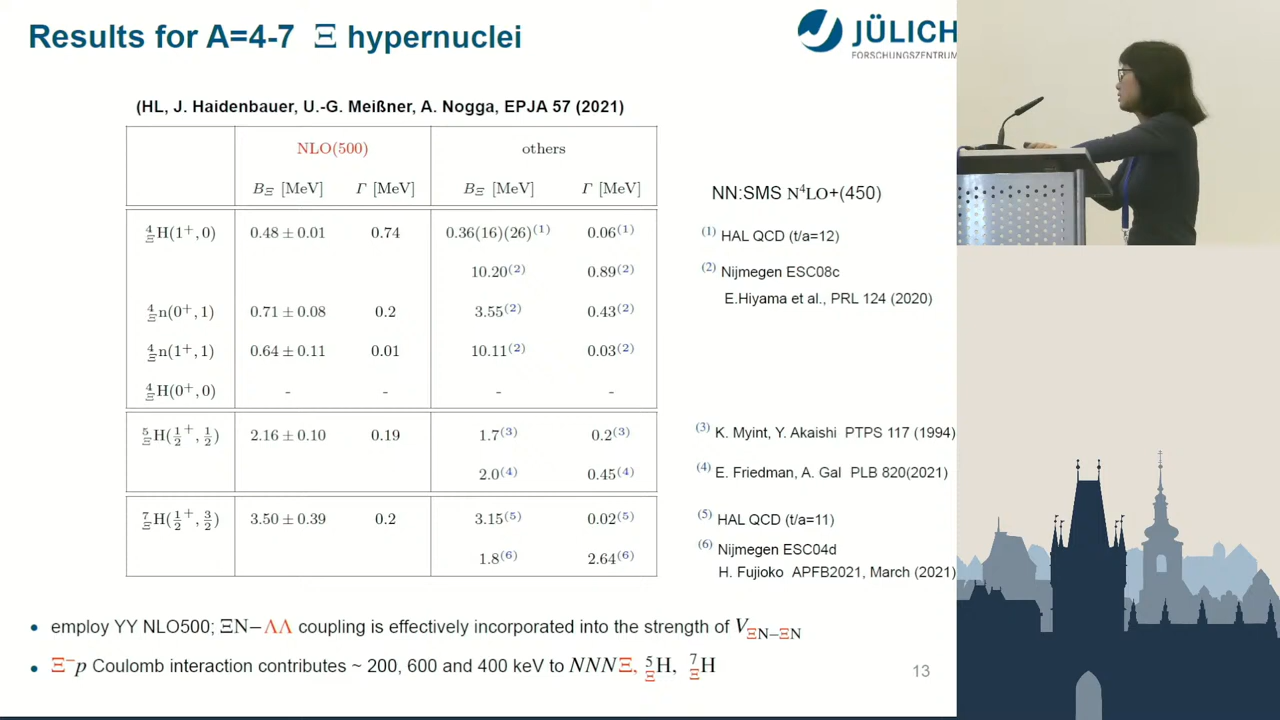 Results for A=4-7 Ξ hypernuclei
JÜLICH
FORSCHUNGSZENTRUM
(HL, J. Haidenbauer, U.-G. Meißner, A. Nogga, EPJA 57 (2021)
NLO(500) others
B_Ξ [MeV] Γ [MeV] B_Ξ [MeV] Γ [MeV]
⁴_ΞH(1⁺, 0) 0.48 ± 0.01 0.74 0.36(16)(26)⁽¹⁾ 0.06⁽¹⁾
10.20⁽²⁾ 0.89⁽²⁾
⁴_Ξn(0⁺, 1) 0.71 ± 0.08 0.2 3.55⁽²⁾ 0.43⁽²⁾
⁴_Ξn(1⁺, 1) 0.64 ± 0.11 0.01 10.11⁽²⁾ 0.03⁽²⁾
⁴_ΞH(0⁺, 0) - - - -
⁵_ΞH(1/2⁺, 1/2) 2.16 ± 0.10 0.19 1.7⁽³⁾ 0.2⁽³⁾
2.0⁽⁴⁾ 0.45⁽⁴⁾
⁷_ΞH(1/2⁺, 3/2) 3.50 ± 0.39 0.2 3.15⁽⁵⁾ 0.02⁽⁵⁾
1.8⁽⁶⁾ 2.64⁽⁶⁾
NN:SMS N⁴LO+(450)
⁽¹⁾ HAL QCD (t/a=12)
⁽²⁾ Nijmegen ESC08c
E.Hiyama et al., PRL 124 (2020)
⁽³⁾ K. Myint, Y. Akaishi PTPS 117 (1994)
⁽⁴⁾ E. Friedman, A. Gal PLB 820(2021)
⁽⁵⁾ HAL QCD (t/a=11)
⁽⁶⁾ Nijmegen ESC04d
H. Fujioko APFB2021, March (2021)
• employ YY NLO500; ΞN−ΛΛ coupling is effectively incorporated into the strength of V_ΞN−ΞN
• Ξ⁻p Coulomb interaction contributes ~ 200, 600 and 400 keV to NNNΞ, ⁵_ΞH, ⁷_ΞH
13